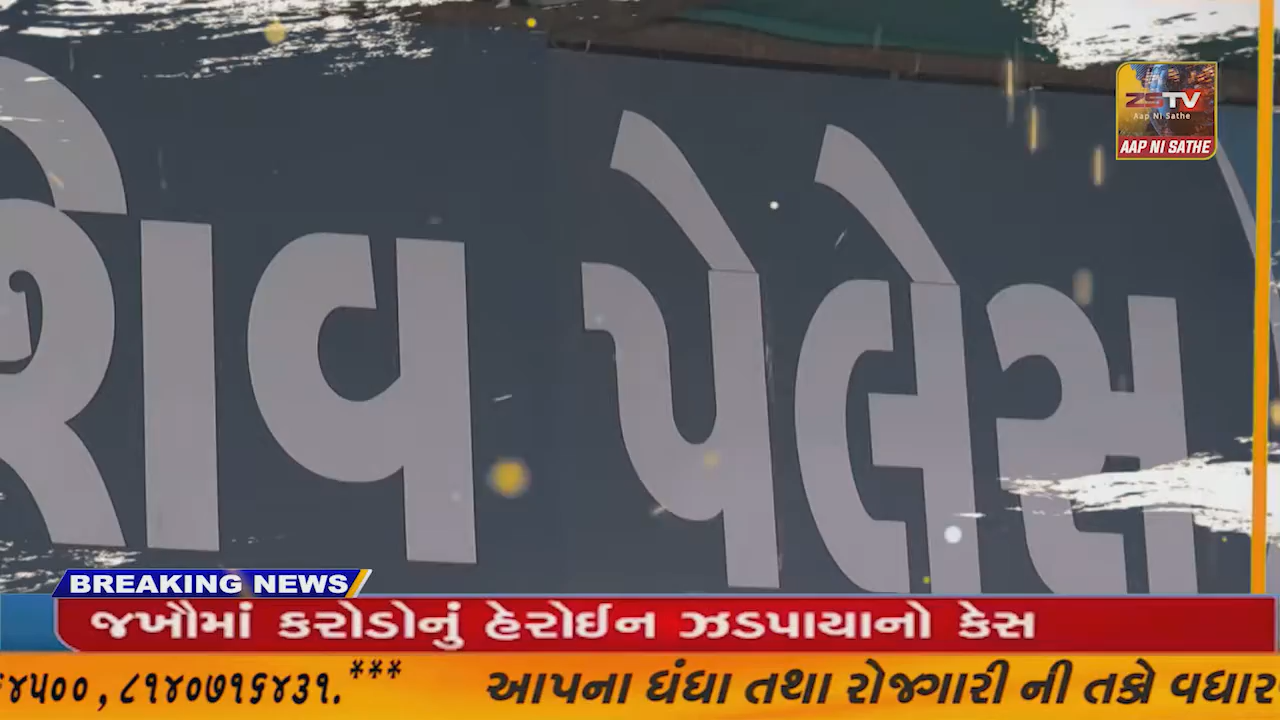 ZSTV
Aap Ni Sathe
AAP NI SATHE
શિવ પેલેસ
BREAKING NEWS
જખૌમાં કરોડોનું હેરોઈન ઝડપાયાનો કેસ
૪૫૦૦,૮૧૪૦૭૧૬૪૩૧.*** આપના ધંધા તથા રોજગારી ની તકો